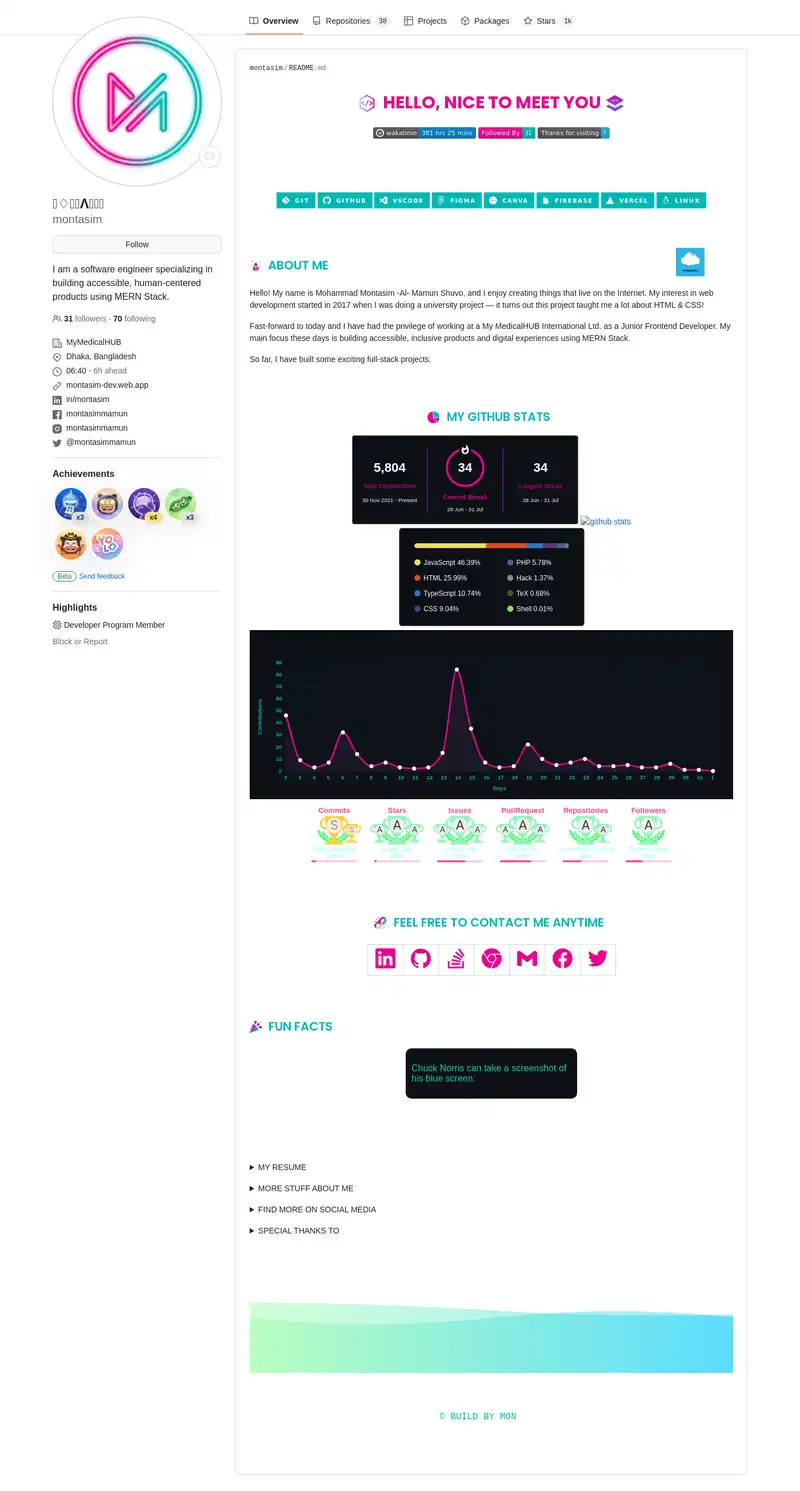 Overview
Repositories 38
Projects
Packages
Stars 1k
montasim
Follow
I am a software engineer specializing in
building accessible, human-centered
products using MERN Stack.
31 followers · 70 following
MyMedicalHUB
Dhaka, Bangladesh
06:40 - 6h ahead
montasim-dev.web.app
in/montasim
montasimmamun
montasimmamun
@montasimmamun
Achievements
x3
x4
x3
YOLO
Beta Send feedback
Highlights
Developer Program Member
Block or Report
montasim/README.md
HELLO, NICE TO MEET YOU
wakatime 381 hrs 25 mins
Followed By 31
Thanks for visiting
GIT GITHUB VSCODE FIGMA CANVA FIREBASE VERCEL LINUX
ABOUT ME
Hello! My name is Mohammad Montasim -Al- Mamun Shuvo, and I enjoy creating things that live on the Internet. My interest in web
development started in 2017 when I was doing a university project — it turns out this project taught me a lot about HTML & CSS!
Fast-forward to today and I have had the privilege of working at a My MedicalHUB International Ltd. as a Junior Frontend Developer. My
main focus these days is building accessible, inclusive products and digital experiences using MERN Stack.
So far, I have built some exciting full-stack projects.
MY GITHUB STATS
5,804 34 34
Total Contributions Current Streak Longest Streak
30 Nov 2021 - Present 28 Jun - 31 Jul 28 Jun - 31 Jul
github stats
JavaScript 46.39% PHP 5.78%
HTML 25.99% Hack 1.37%
TypeScript 10.74% TeX 0.68%
CSS 9.04% Shell 0.01%
Contributions
90
80
70
60
50
40
30
20
10
0
2 3 4 5 6 7 8 9 10 11 12 13 14 15 16 17 18 19 20 21 22 23 24 25 26 27 28 29 30 31 1
Days
Commits Stars Issues PullRequest Repositories Followers
S S A A A A A A A A A A A A
FEEL FREE TO CONTACT ME ANYTIME
FUN FACTS
Chuck Norris can take a screenshot of
his blue screen.
MY RESUME
MORE STUFF ABOUT ME
FIND MORE ON SOCIAL MEDIA
SPECIAL THANKS TO
© BUILD BY MON